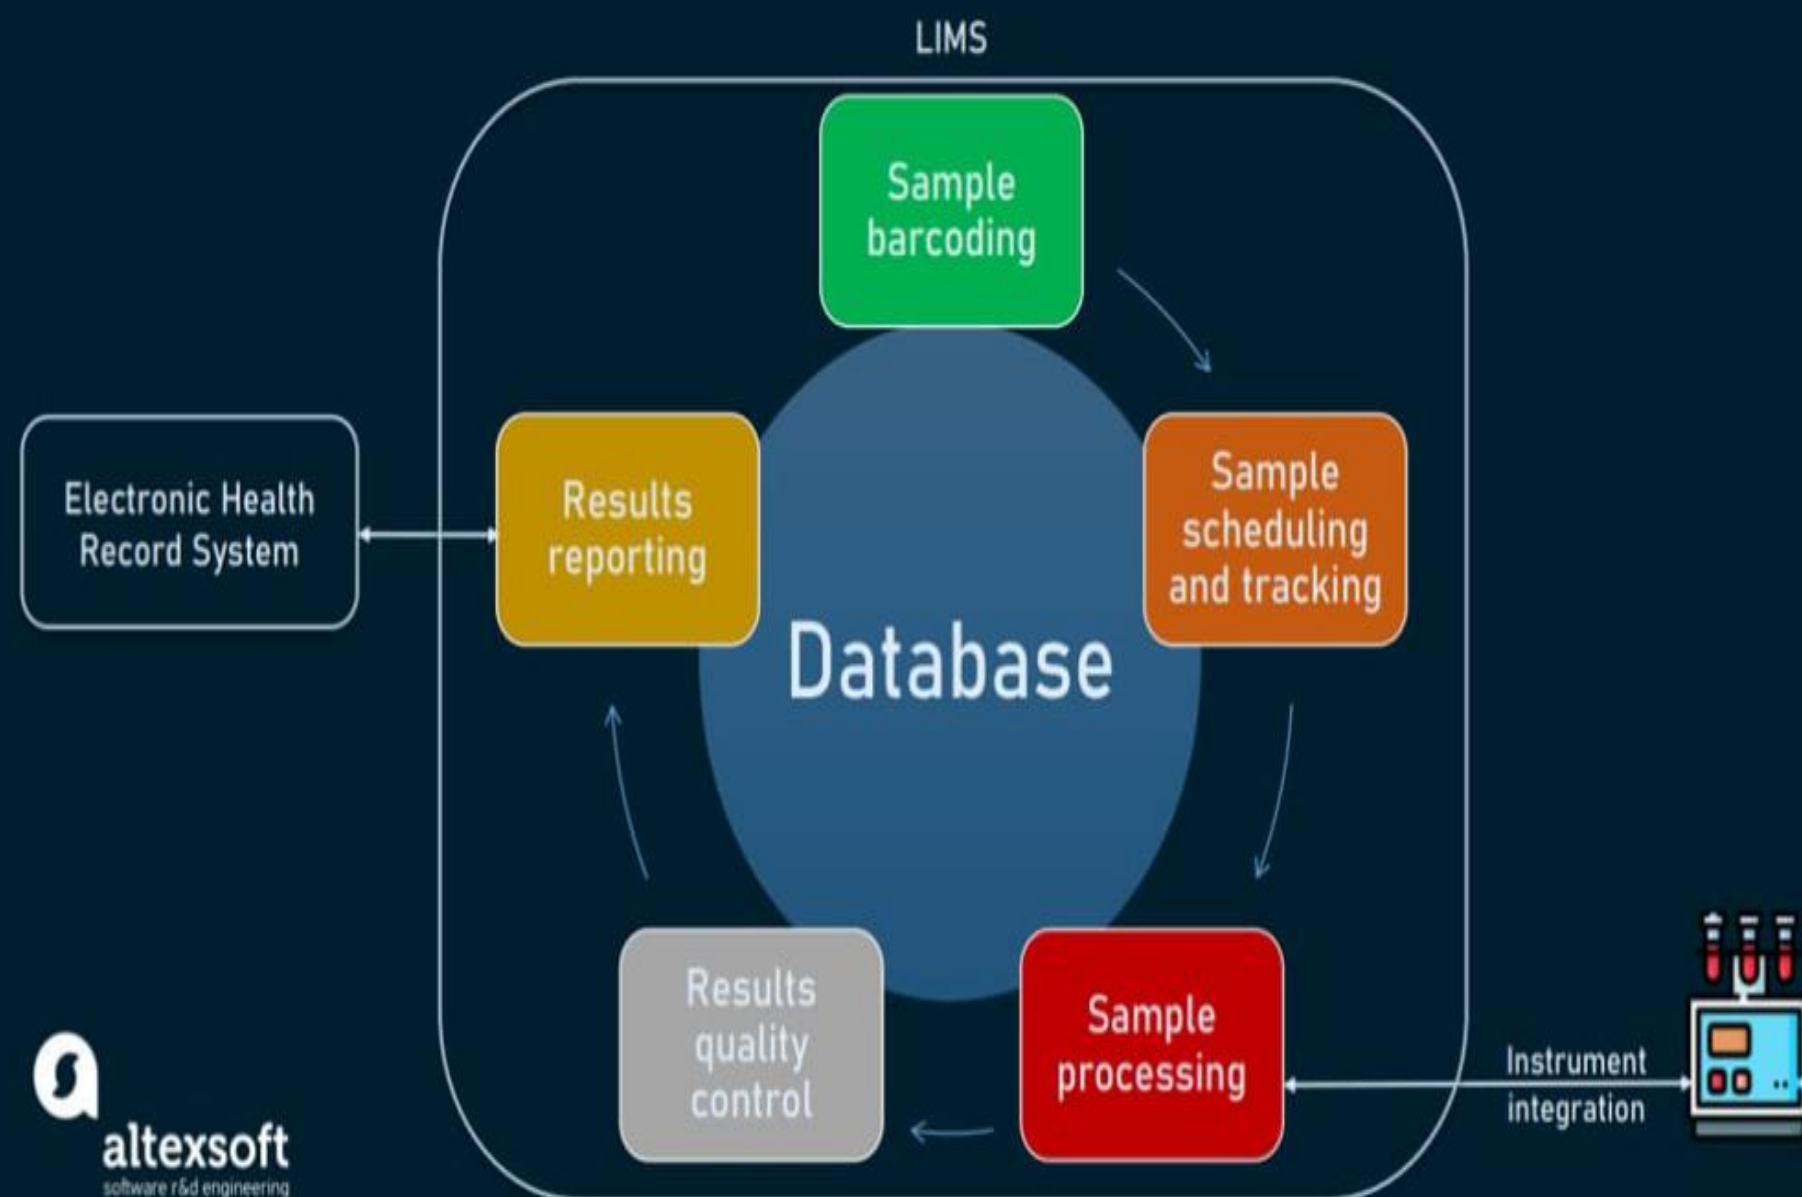 LIMS
Sample
barcoding
Electronic Health
Record System
Results
reporting
Sample
scheduling
and tracking
Database
Results
quality
control
Sample
processing
Instrument
integration
altexsoft
software r&d engineering